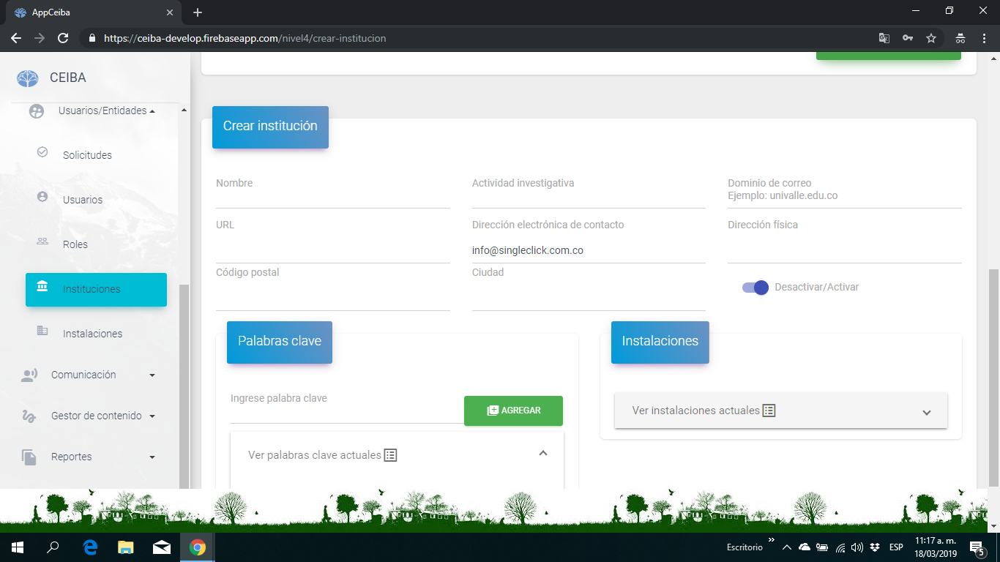 AppCeiba
https://ceiba-develop.firebaseapp.com/nivel4/crear-institucion
CEIBA
Usuarios/Entidades
Solicitudes
Usuarios
Roles
Instituciones
Instalaciones
Comunicación
Gestor de contenido
Reportes
Crear institución
Nombre
Actividad investigativa
Dominio de correo
Ejemplo: univalle.edu.co
URL
Dirección electrónica de contacto
info@singleclick.com.co
Dirección física
Código postal
Ciudad
Desactivar/Activar
Palabras clave
Ingrese palabra clave
AGREGAR
Ver palabras clave actuales
Instalaciones
Ver instalaciones actuales
Escritorio
ESP
11:17 a. m.
18/03/2019
5